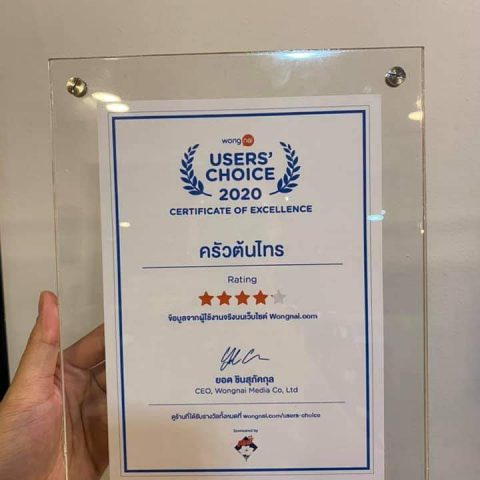 wongnai
USERS'
CHOICE
2020
CERTIFICATE OF EXCELLENCE
ครัวต้นไทร
Rating
ข้อมูลจากผู้ใช้งานจริงบนเว็บไซต์ Wongnai.com
ยอด ชินสุภัคกุล
CEO, Wongnai Media Co, Ltd
ดูร้านที่ได้รับรางวัลทั้งหมดที่ wongnai.com/users-choice
Sponsored by